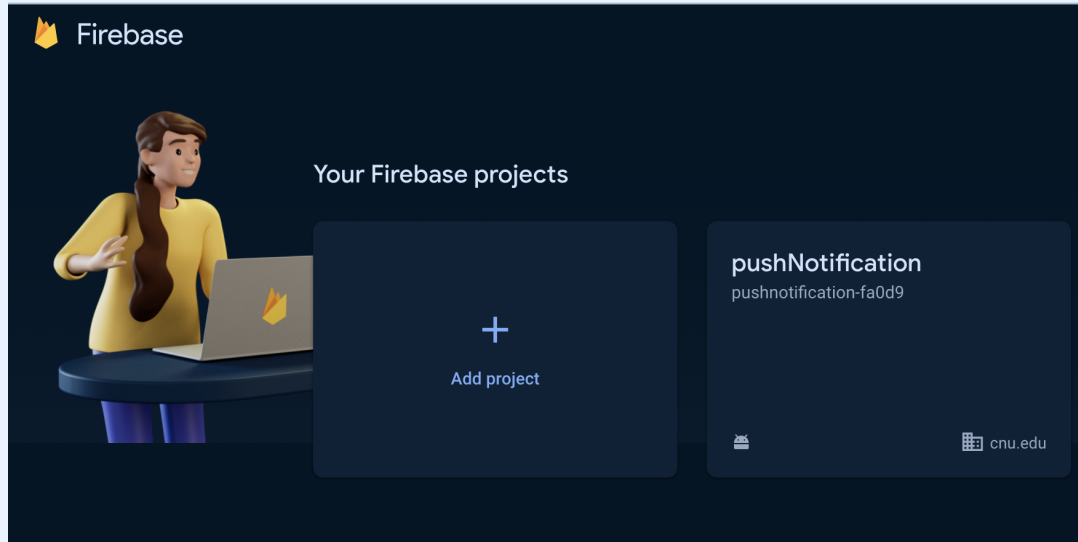 Firebase
Your Firebase projects
Add project
pushNotification
pushnotification-fa0d9
cnu.edu